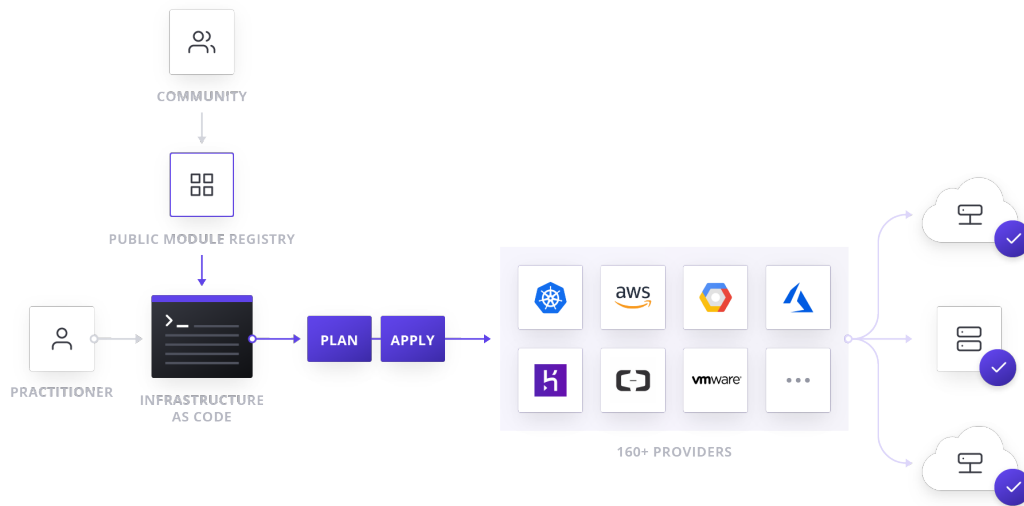 COMMUNITY
PUBLIC MODULE REGISTRY
PRACTITIONER
INFRASTRUCTURE
AS CODE
PLAN
APPLY
aws
vmware
160+ PROVIDERS